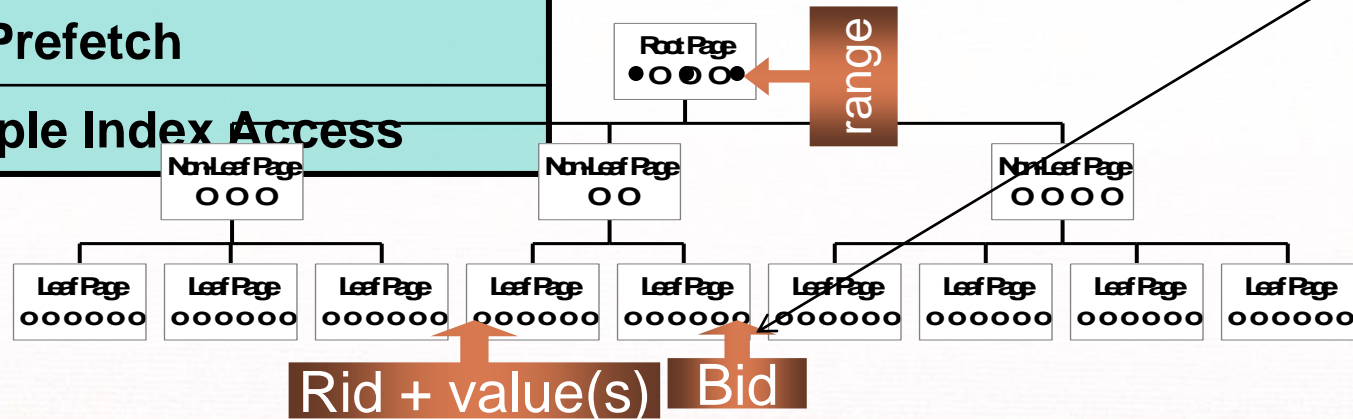 Prefetch
ple Index Access
Root Page
range
Non-Leaf Page
O O O
Non-Leaf Page
O O
Non-Leaf Page
O O O O
Leaf Page
O O O O O O
Leaf Page
O O O O O O
Leaf Page
O O O O O O
Leaf Page
O O O O O O
Leaf Page
O O O O O O
Leaf Page
O O O O O O
Leaf Page
O O O O O O
Leaf Page
O O O O O O
Leaf Page
O O O O O O
Rid + value(s)
Bid